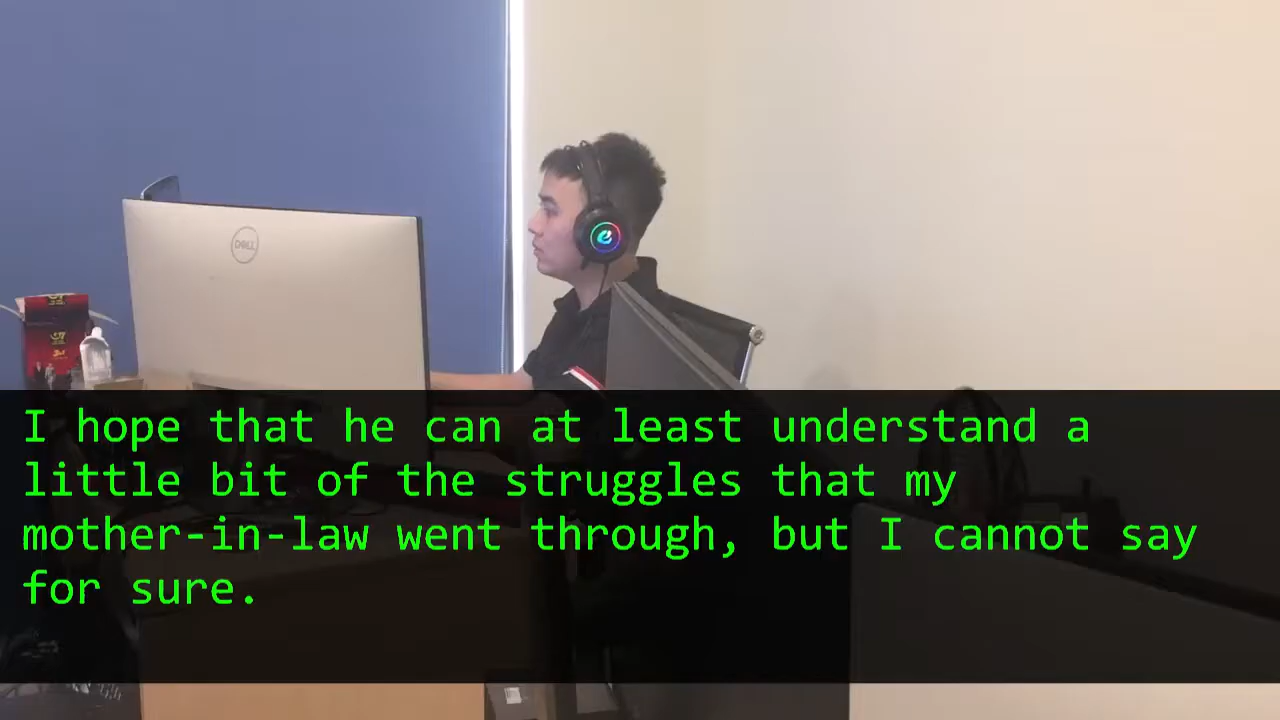 DELL
I hope that he can at least understand a
little bit of the struggles that my
mother-in-law went through, but I cannot say
for sure.